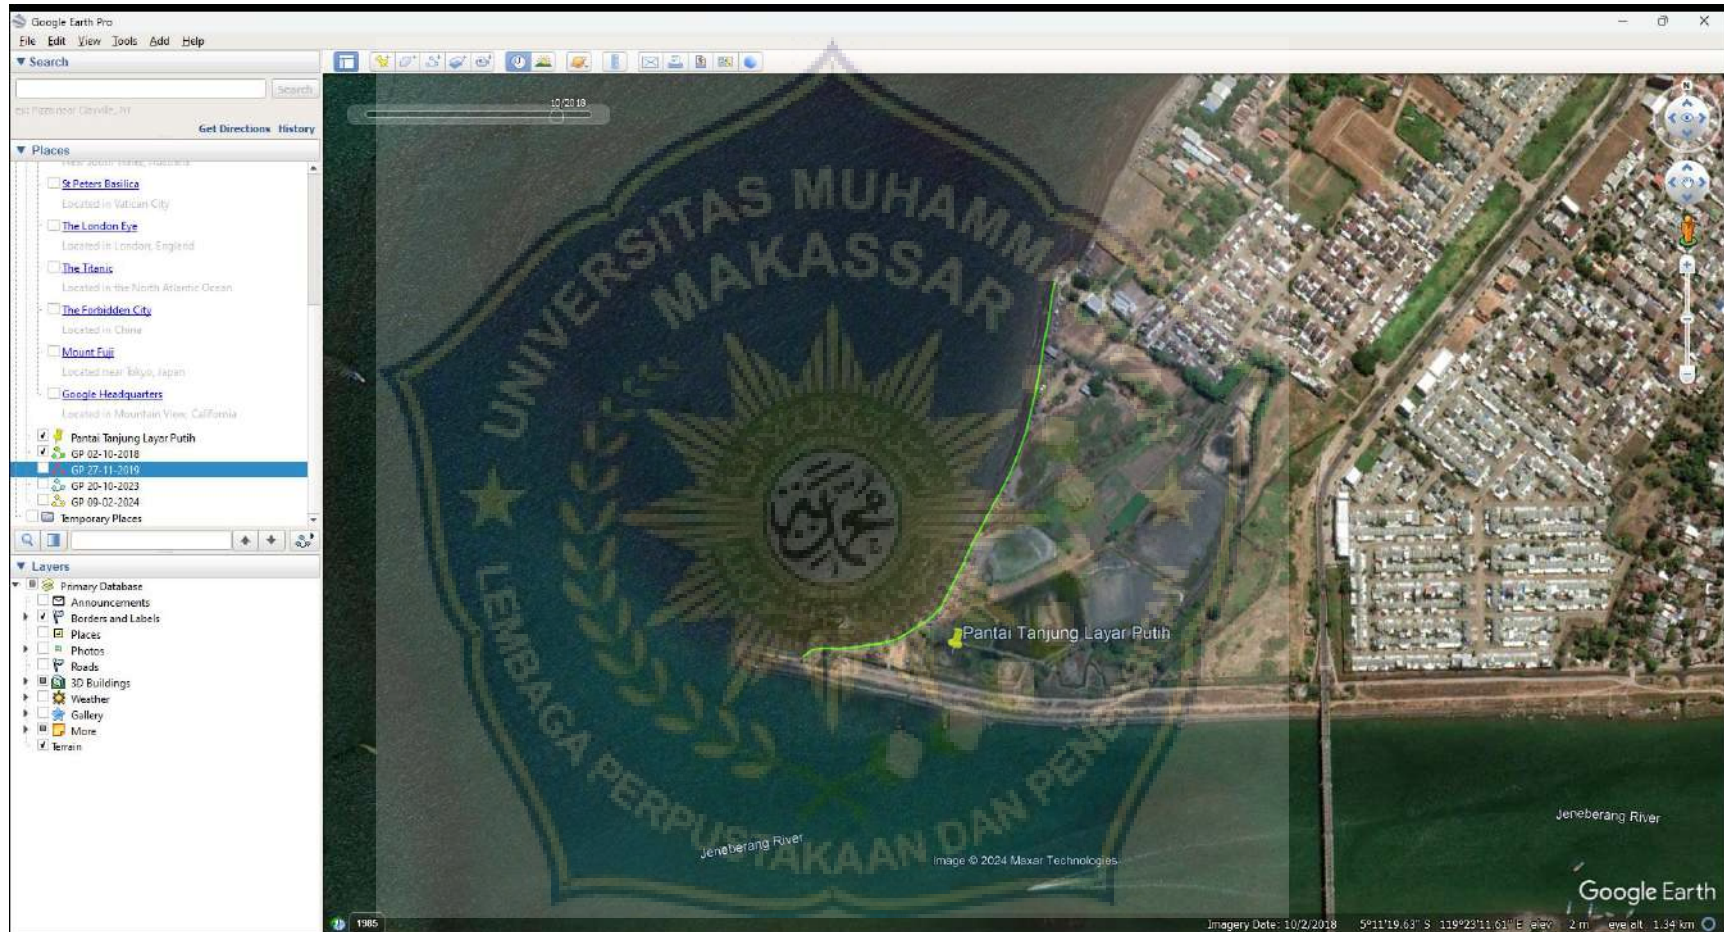 Google Earth Pro
File Edit View Tools Add Help
Search
Search
Get Directions History
Places
St Peters Basilica
Located in Vatican City
The London Eye
Located in London, England
The Titanic
Located in the North Atlantic Ocean
The Forbidden City
Located in China
Mount Fuji
Located near Tokyo, Japan
Google Headquarters
Located in Mountain View, California
Pantai Tanjung Layar Putih
GP 02-10-2018
GP 27-11-2019
GP 20-10-2023
GP 09-02-2024
Temporary Places
Layers
Primary Database
Announcements
Borders and Labels
Places
Photos
Roads
3D Buildings
Weather
Gallery
More
Terrain
10/2018
N
UNIVERSITAS MUHAMM
MAKASSAR
LEMBAGA PERPUSTAKAAN DAN
Pantai Tanjung Layar Putih
Jeneberang River
Jeneberang River
Image © 2024 Maxar Technologies
Google Earth
1985
Imagery Date: 10/2/2018 5°11'19.63" S 119°23'11.61" E elev 2 m eye alt 1.34 km